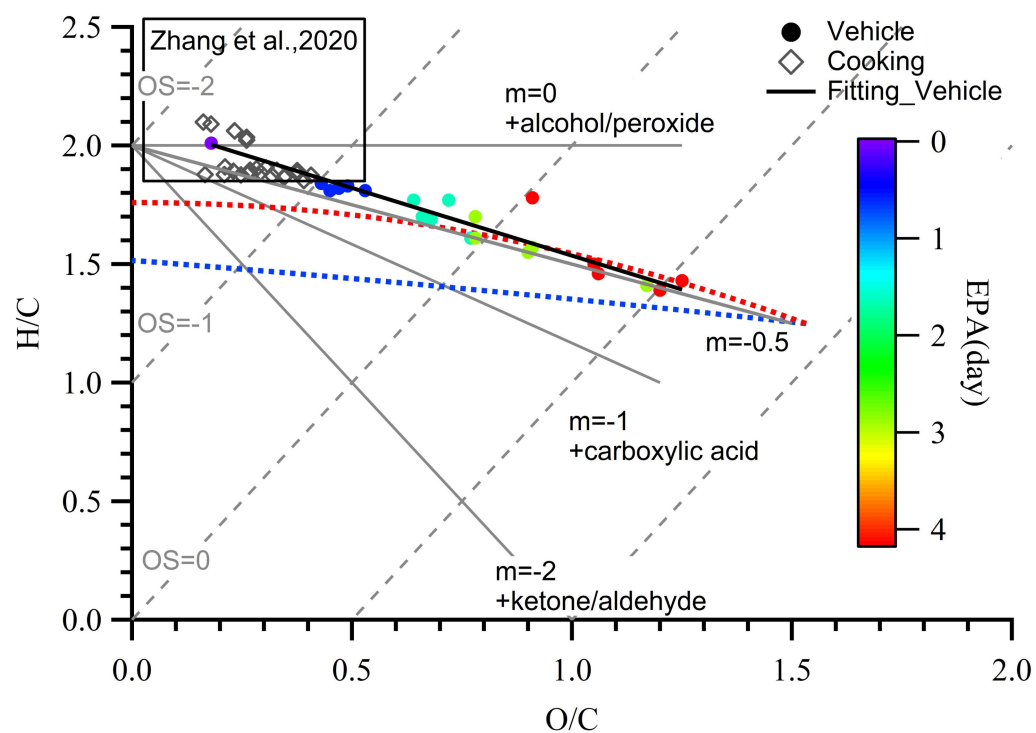 2.5
2.0
1.5
1.0
0.5
0.0
H/C
0.0
0.5
1.0
1.5
2.0
O/C
Zhang et al.,2020
OS=-2
OS=-1
OS=0
m=0
+alcohol/peroxide
m=-0.5
m=-1
+carboxylic acid
m=-2
+ketone/aldehyde
Vehicle
Cooking
Fitting_Vehicle
0
1
2
3
4
EPA(day)